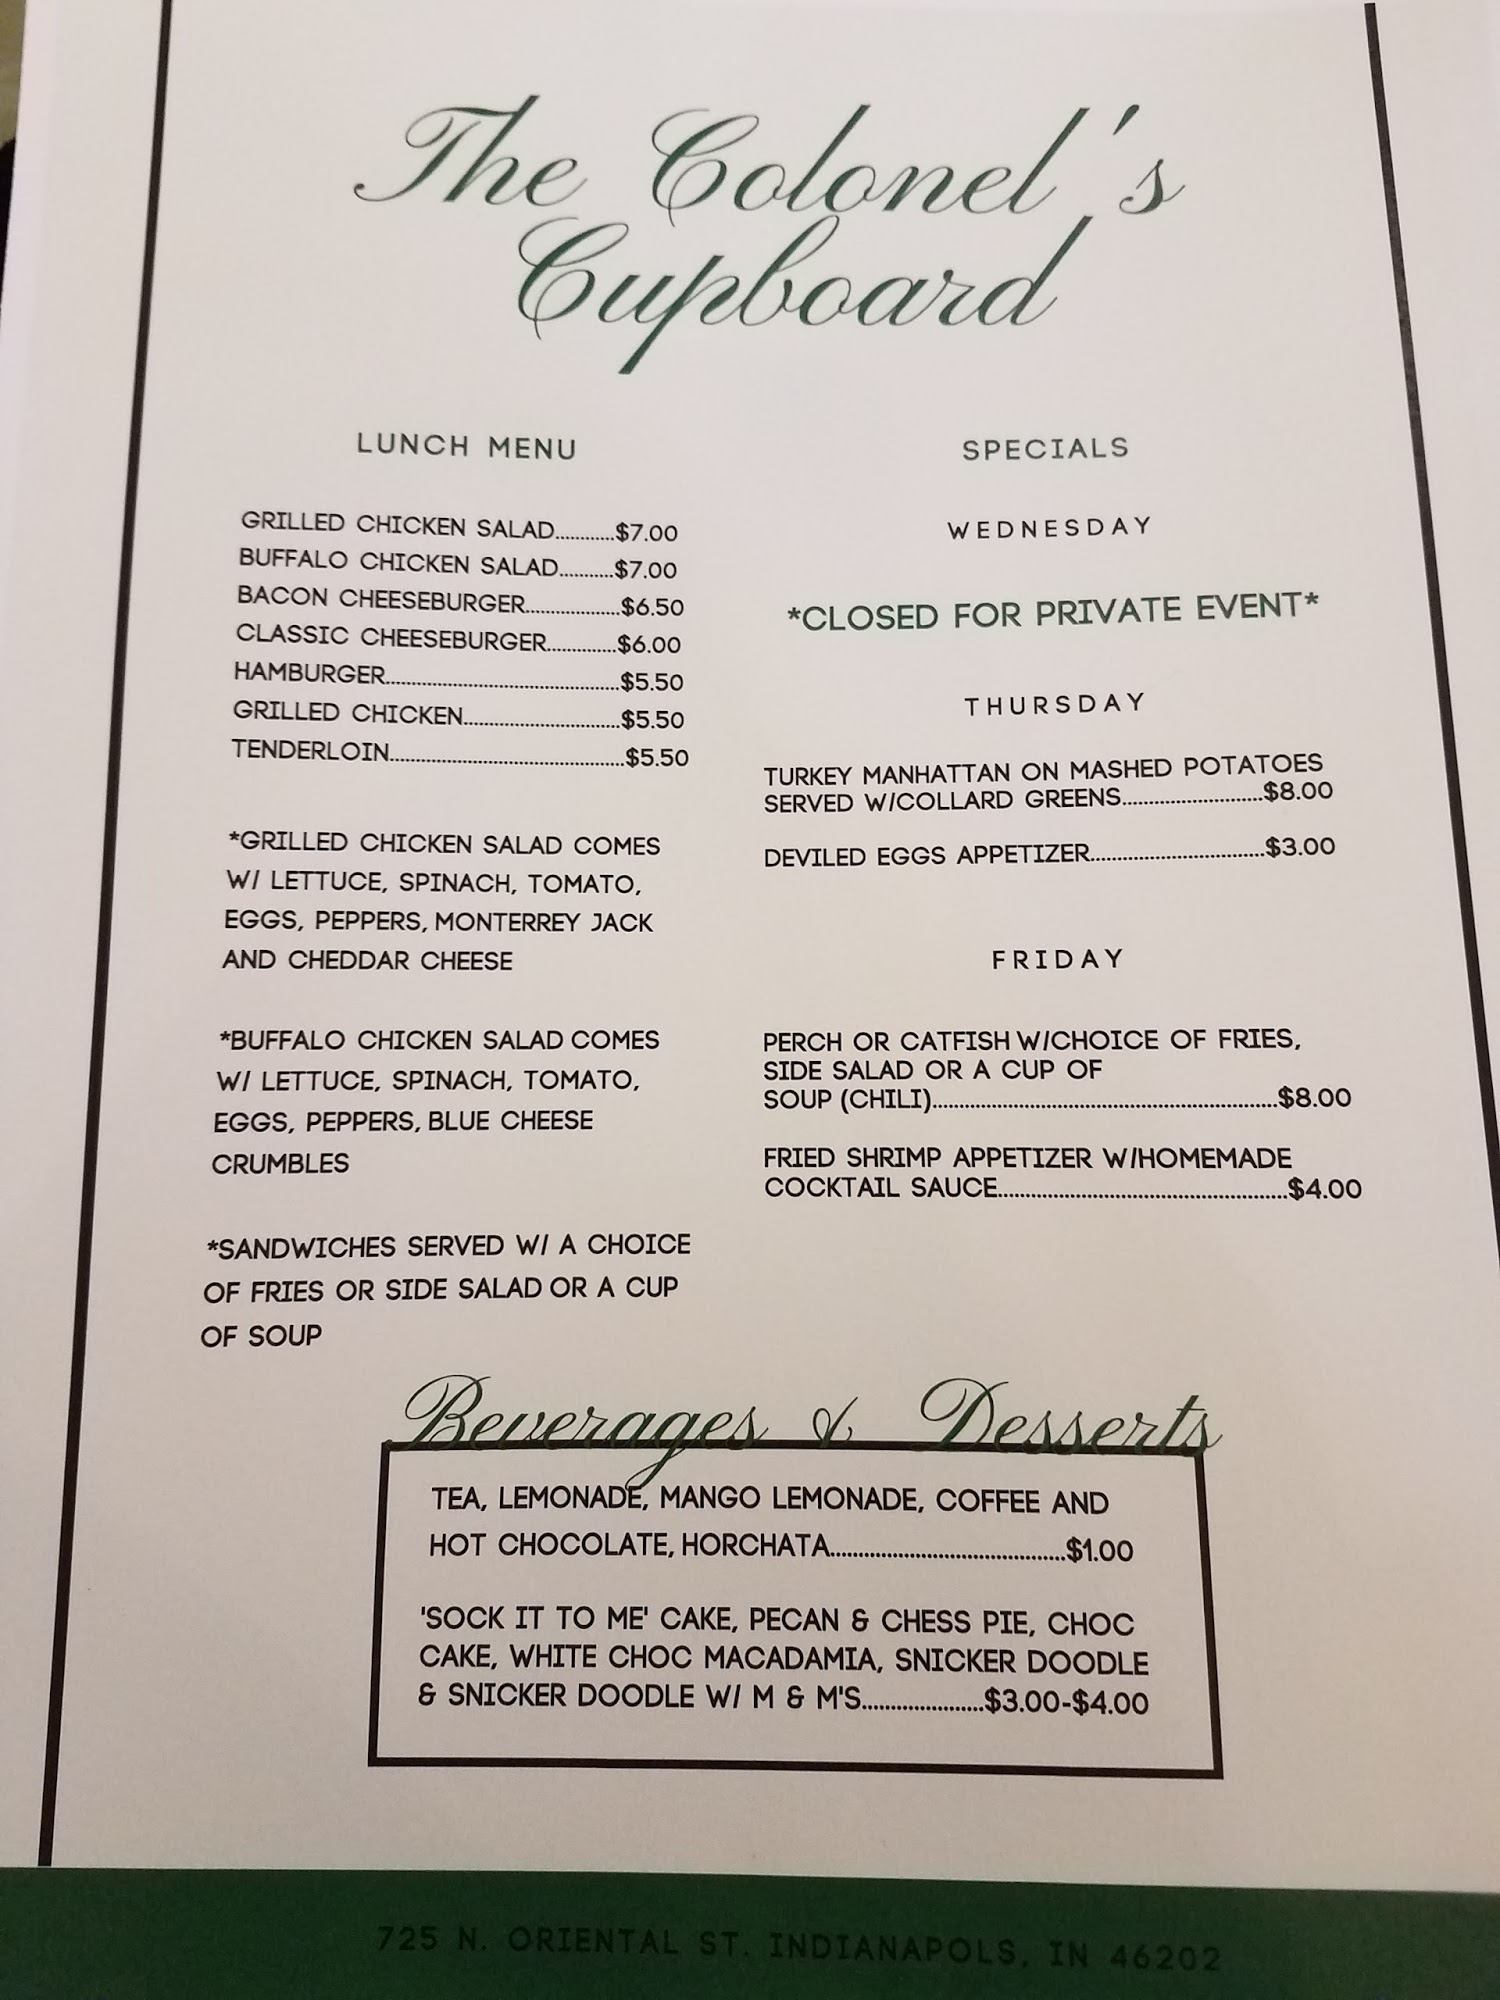 The Colonel's
Cupboard
LUNCH MENU
GRILLED CHICKEN SALAD............$7.00
BUFFALO CHICKEN SALAD...........$7.00
BACON CHEESEBURGER...................$6.50
CLASSIC CHEESEBURGER..............$6.00
HAMBURGER...............................................$5.50
GRILLED CHICKEN................................$5.50
TENDERLOIN................................................$5.50
*GRILLED CHICKEN SALAD COMES
W/ LETTUCE, SPINACH, TOMATO,
EGGS, PEPPERS, MONTERREY JACK
AND CHEDDAR CHEESE
*BUFFALO CHICKEN SALAD COMES
W/ LETTUCE, SPINACH, TOMATO,
EGGS, PEPPERS, BLUE CHEESE
CRUMBLES
*SANDWICHES SERVED W/ A CHOICE
OF FRIES OR SIDE SALAD OR A CUP
OF SOUP
SPECIALS
WEDNESDAY
*CLOSED FOR PRIVATE EVENT*
THURSDAY
TURKEY MANHATTAN ON MASHED POTATOES
SERVED W/COLLARD GREENS............................$8.00
DEVILED EGGS APPETIZER...................................$3.00
FRIDAY
PERCH OR CATFISH W/CHOICE OF FRIES,
SIDE SALAD OR A CUP OF
SOUP (CHILI)......................................................................$8.00
FRIED SHRIMP APPETIZER W/HOMEMADE
COCKTAIL SAUCE..........................................................$4.00
Beverages & Desserts
TEA, LEMONADE, MANGO LEMONADE, COFFEE AND
HOT CHOCOLATE, HORCHATA..........................................$1.00
'SOCK IT TO ME' CAKE, PECAN & CHESS PIE, CHOC
CAKE, WHITE CHOC MACADAMIA, SNICKER DOODLE
& SNICKER DOODLE W/ M & M'S......................$3.00-$4.00
725 N. ORIENTAL ST. INDIANAPOLS, IN 46202